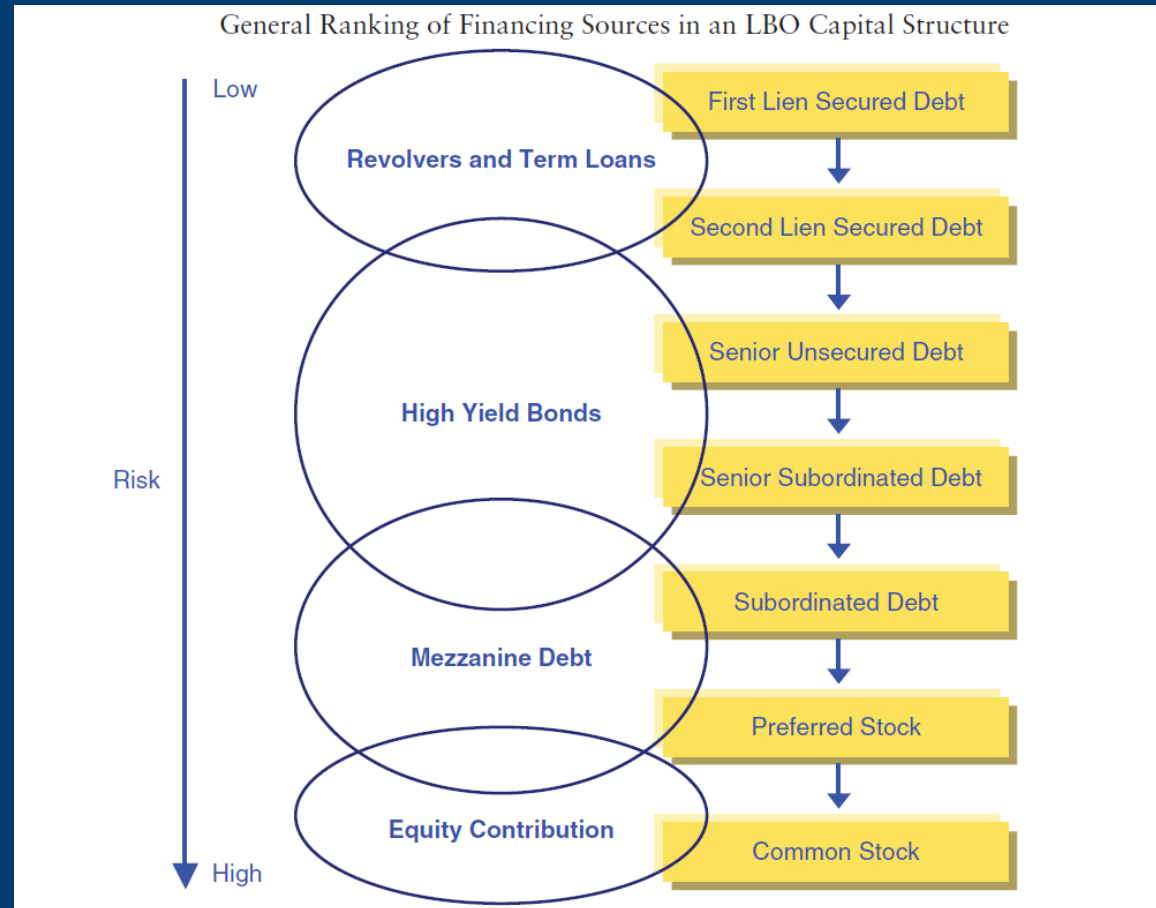 General Ranking of Financing Sources in an LBO Capital Structure
Low
First Lien Secured Debt
Revolvers and Term Loans
Second Lien Secured Debt
Senior Unsecured Debt
High Yield Bonds
Risk
Senior Subordinated Debt
Subordinated Debt
Mezzanine Debt
Preferred Stock
Equity Contribution
Common Stock
High